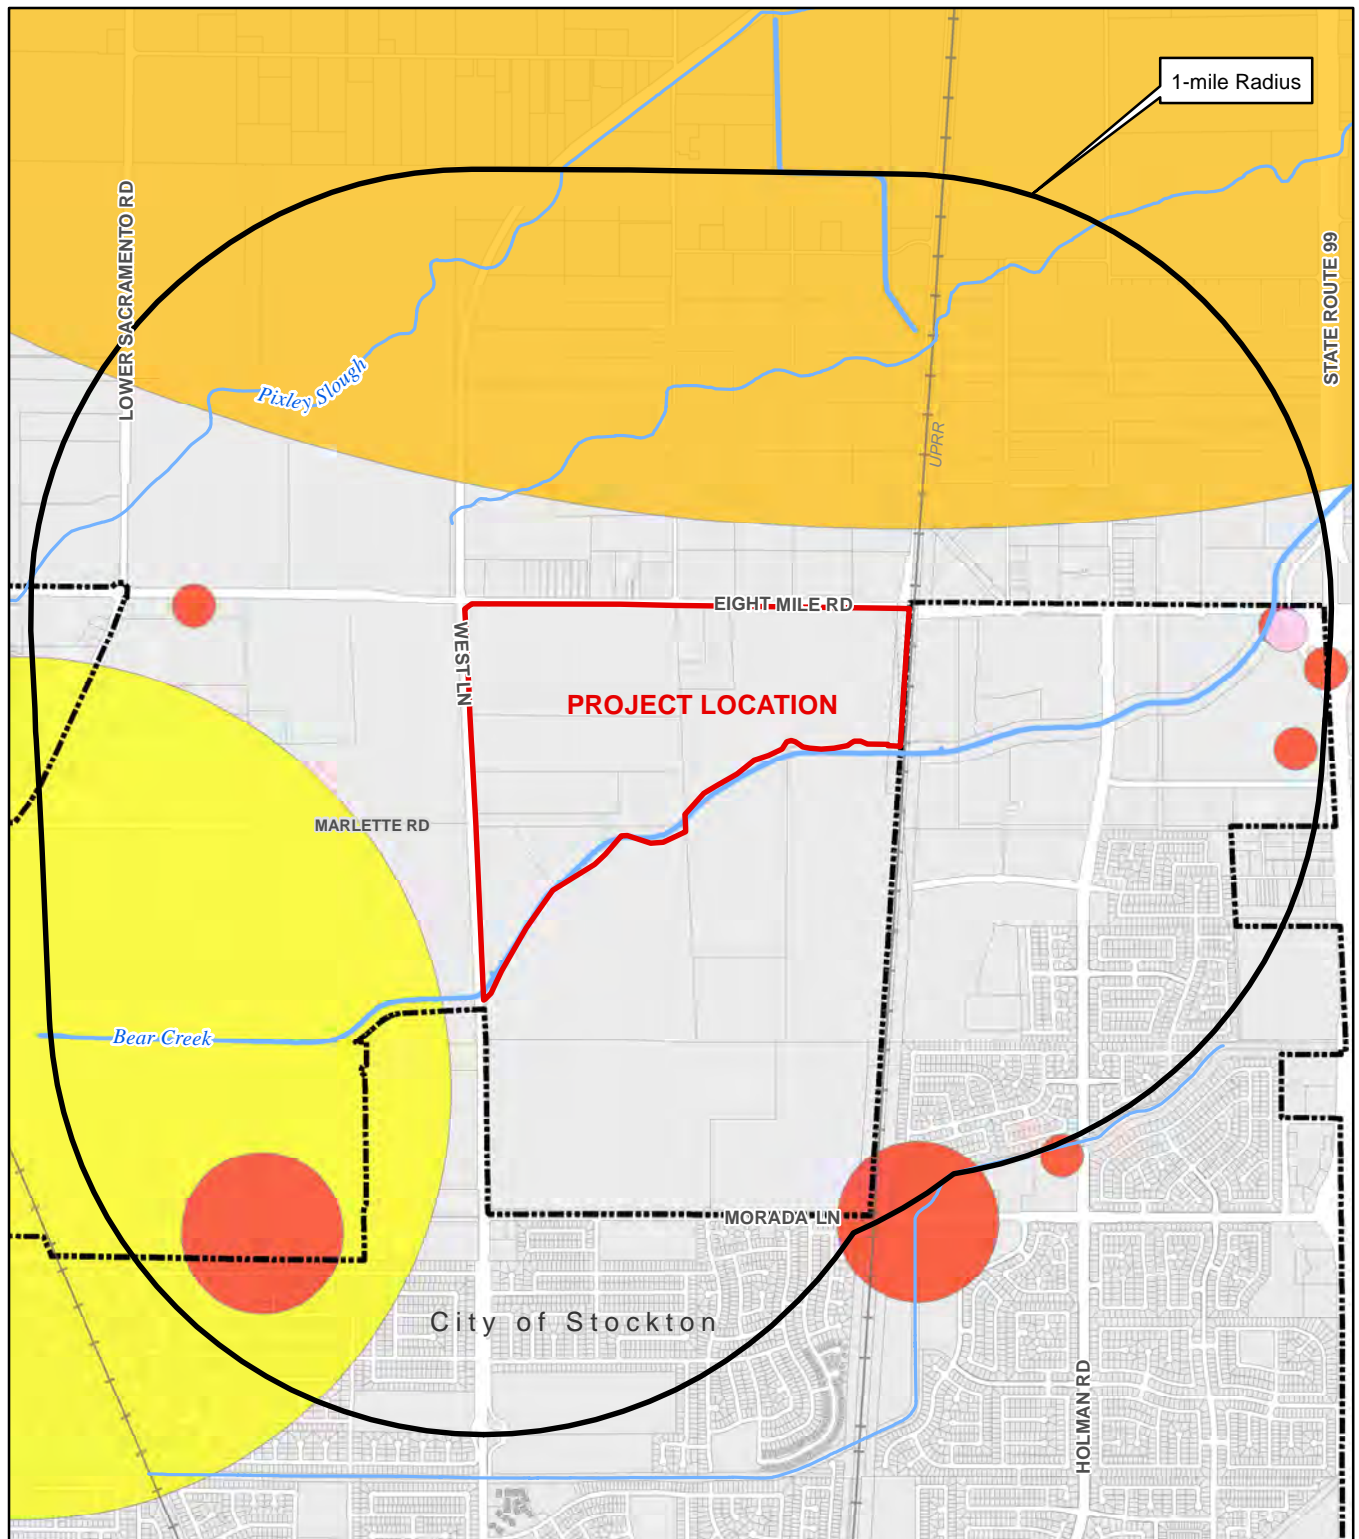 1-mile Radius
LOWER SACRAMENTO RD
STATE ROUTE 99
Pixley Slough
UPRR
EIGHT MILE RD
WEST LN
PROJECT LOCATION
MARLETTE RD
Bear Creek
MORADA LN
City of Stockton
HOLMAN RD